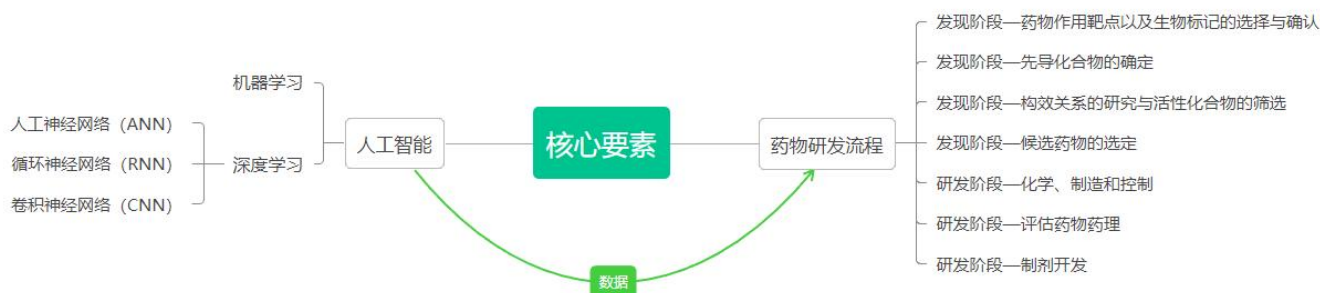 核心要素
人工智能
机器学习
深度学习
人工神经网络（ANN）
循环神经网络（RNN）
卷积神经网络（CNN）
数据
药物研发流程
发现阶段—药物作用靶点以及生物标记的选择与确认
发现阶段—先导化合物的确定
发现阶段—构效关系的研究与活性化合物的筛选
发现阶段—候选药物的选定
研发阶段—化学、制造和控制
研发阶段—评估药物药理
研发阶段—制剂开发